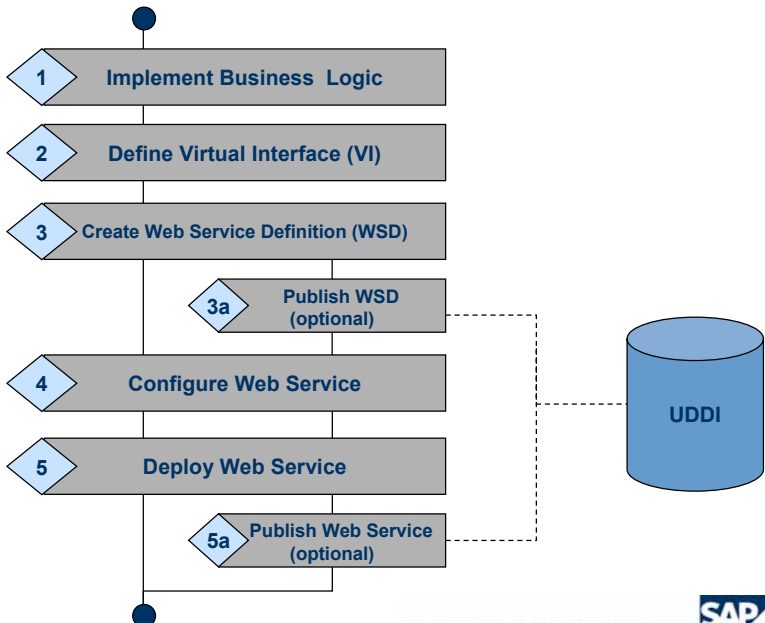 1
Implement Business Logic
2
Define Virtual Interface (VI)
3
Create Web Service Definition (WSD)
3a
Publish WSD
(optional)
4
Configure Web Service
UDDI
5
Deploy Web Service
5a
Publish Web Service
(optional)
SAP